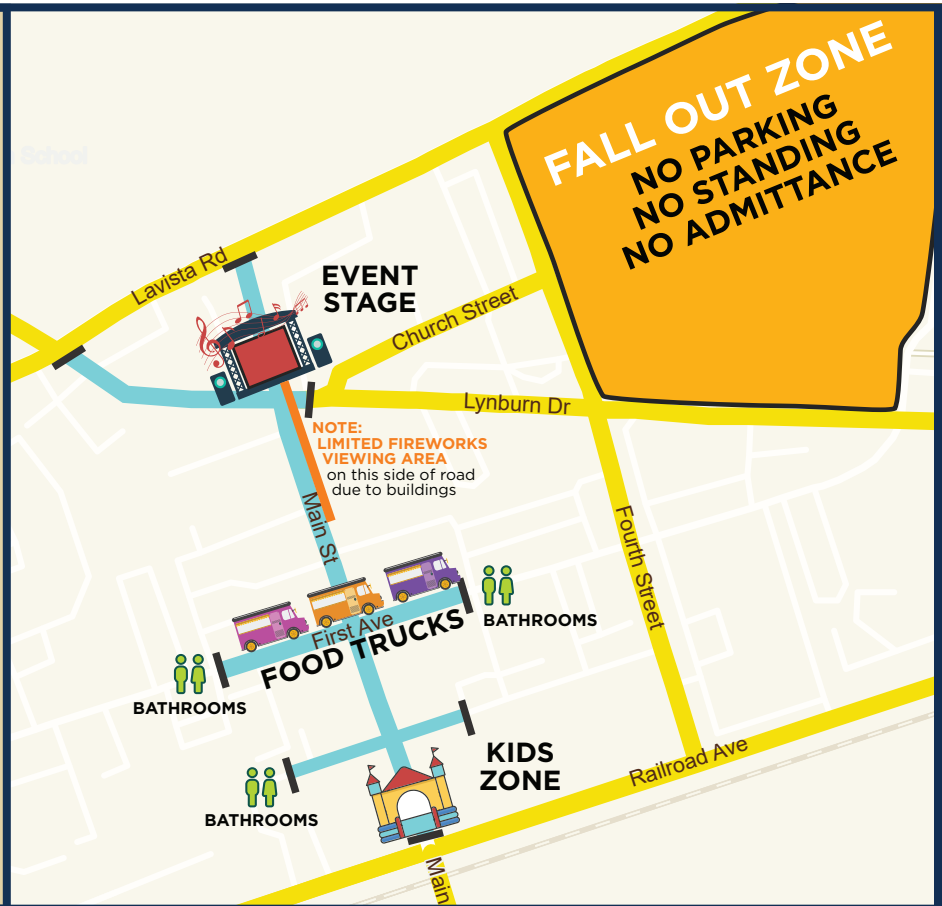 FALL OUT ZONE
NO PARKING
NO STANDING
NO ADMITTANCE
School
Lavista Rd
EVENT
STAGE
Church Street
Lynburn Dr
NOTE:
LIMITED FIREWORKS
VIEWING AREA
on this side of road
due to buildings
Main St
Fourth Street
First Ave
FOOD TRUCKS
BATHROOMS
BATHROOMS
KIDS
ZONE
Railroad Ave
BATHROOMS
Main